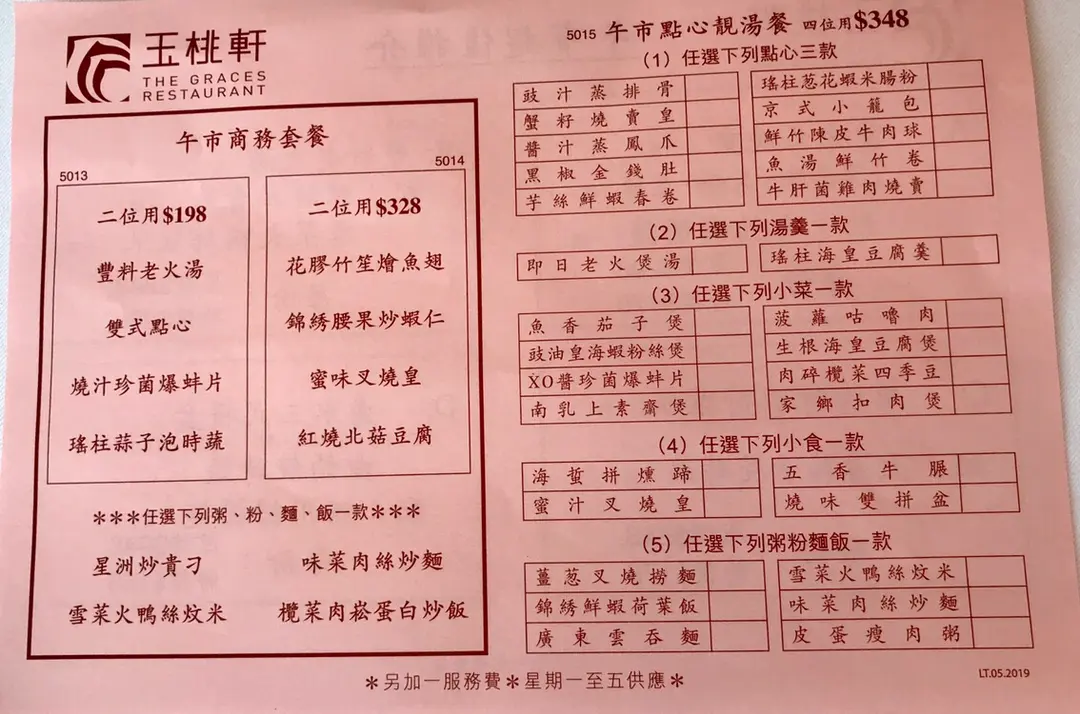 玉桃軒
THE GRACES
RESTAURANT
午市商務套餐
5013
二位用$198
豐料老火湯
雙式點心
燒汁珍菌爆蚌片
瑤柱蒜子泡時蔬
5014
二位用$328
花膠竹笙燴魚翅
錦綉腰果炒蝦仁
蜜味叉燒皇
紅燒北菇豆腐
***任選下列粥、粉、麵、飯一款***
星洲炒貴刁 味菜肉絲炒麵
雪菜火鴨絲炆米 欖菜肉崧蛋白炒飯
5015 午市點心靚湯餐 四位用$348
(1) 任選下列點心三款
豉汁蒸排骨 瑤柱葱花蝦米腸粉
蟹籽燒賣皇 京式小籠包
醬汁蒸鳳爪 鮮竹陳皮牛肉球
黑椒金錢肚 魚湯鮮竹卷
芋絲鮮蝦春卷 牛肝菌雞肉燒賣
(2) 任選下列湯羹一款
即日老火煲湯 瑤柱海皇豆腐羹
(3) 任選下列小菜一款
魚香茄子煲 菠蘿咕嚕肉
豉油皇海蝦粉絲煲 生根海皇豆腐煲
XO醬珍菌爆蚌片 肉碎欖菜四季豆
南乳上素齋煲 家鄉扣肉煲
(4) 任選下列小食一款
海蜇拼燻蹄 五香牛𦟌
蜜汁叉燒皇 燒味雙拼盆
(5) 任選下列粥粉麵飯一款
薑葱叉燒撈麵 雪菜火鴨絲炆米
錦綉鮮蝦荷葉飯 味菜肉絲炒麵
廣東雲吞麵 皮蛋瘦肉粥
*另加一服務費*星期一至五供應*
LT.05.2019